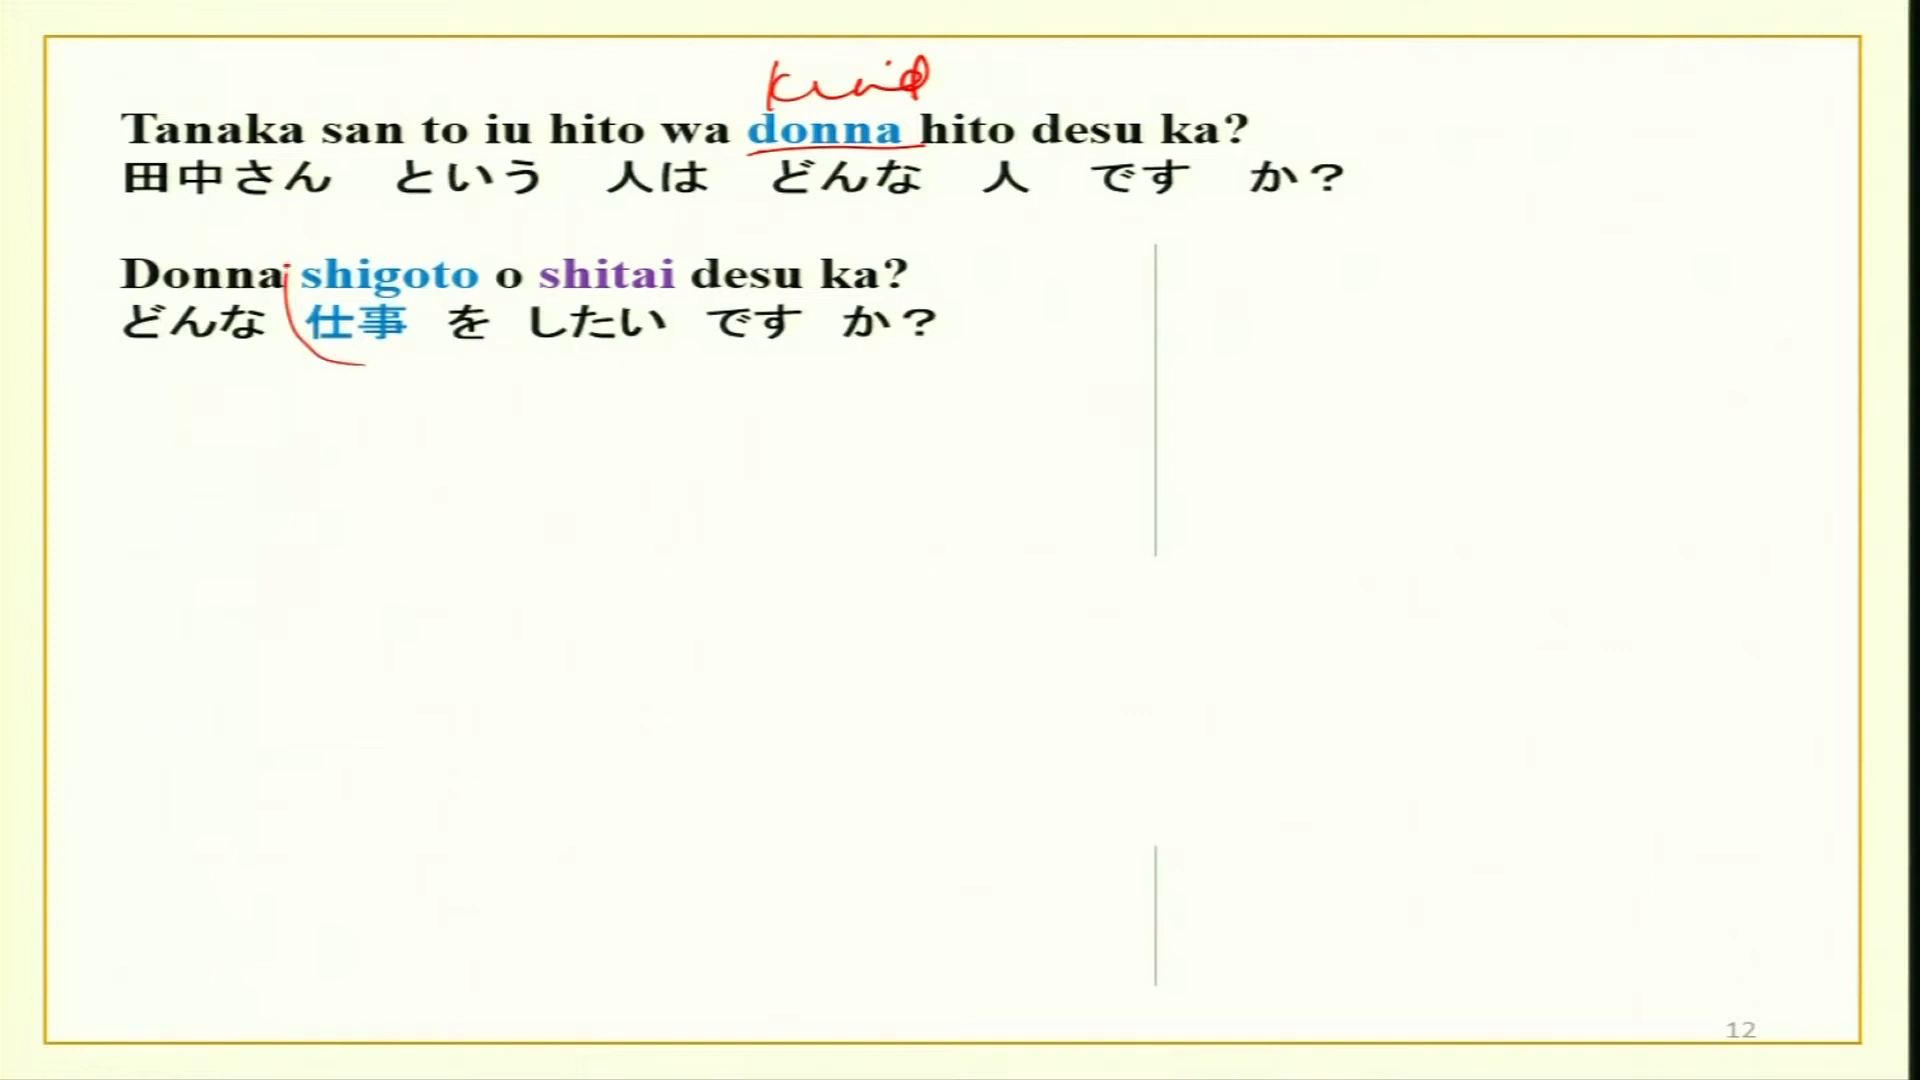 kind
Tanaka san to iu hito wa donna hito desu ka?
田中さん という 人は どんな 人 です か？
Donna shigoto o shitai desu ka?
どんな 仕事 を したい です か？
12